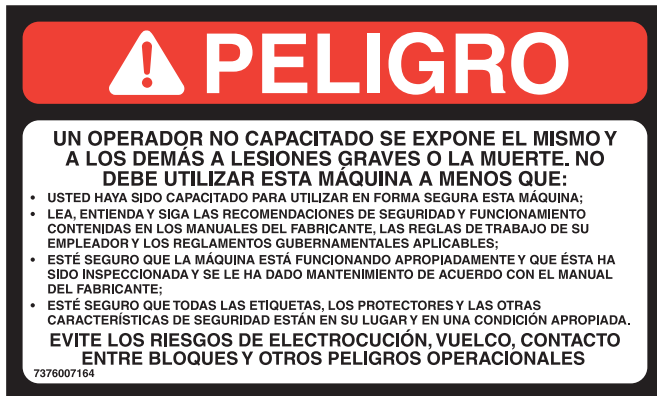 PELIGRO
UN OPERADOR NO CAPACITADO SE EXPONE EL MISMO Y
A LOS DEMÁS A LESIONES GRAVES O LA MUERTE. NO
DEBE UTILIZAR ESTA MÁQUINA A MENOS QUE:
• USTED HAYA SIDO CAPACITADO PARA UTILIZAR EN FORMA SEGURA ESTA MÁQUINA;
• LEA, ENTIENDA Y SIGA LAS RECOMENDACIONES DE SEGURIDAD Y FUNCIONAMIENTO
CONTENIDAS EN LOS MANUALES DEL FABRICANTE, LAS REGLAS DE TRABAJO DE SU
EMPLEADOR Y LOS REGLAMENTOS GUBERNAMENTALES APLICABLES;
• ESTÉ SEGURO QUE LA MÁQUINA ESTÁ FUNCIONANDO APROPIADAMENTE Y QUE ÉSTA HA
SIDO INSPECCIONADA Y SE LE HA DADO MANTENIMIENTO DE ACUERDO CON EL MANUAL
DEL FABRICANTE;
• ESTÉ SEGURO QUE TODAS LAS ETIQUETAS, LOS PROTECTORES Y LAS OTRAS
CARACTERÍSTICAS DE SEGURIDAD ESTÁN EN SU LUGAR Y EN UNA CONDICIÓN APROPIADA.
EVITE LOS RIESGOS DE ELECTROCUCIÓN, VUELCO, CONTACTO
ENTRE BLOQUES Y OTROS PELIGROS OPERACIONALES
7376007164